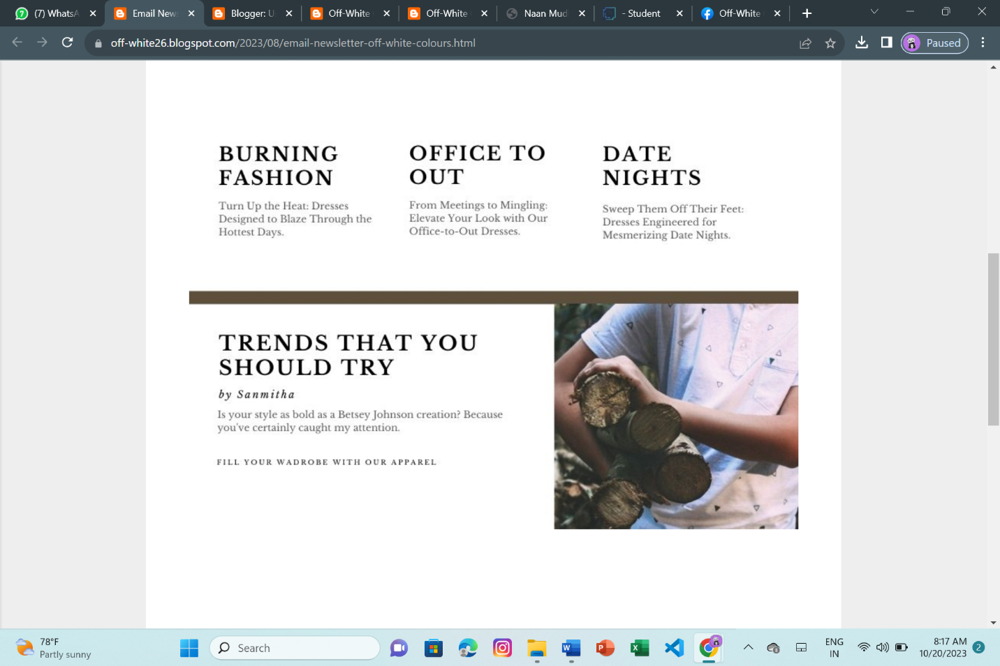 (7) WhatsA
Email New
Blogger: U
Off-White
Off-White
Naan Mud
- Student
Off-White
off-white26.blogspot.com/2023/08/email-newsletter-off-white-colours.html
Paused
BURNING
FASHION
Turn Up the Heat: Dresses
Designed to Blaze Through the
Hottest Days.
OFFICE TO
OUT
From Meetings to Mingling:
Elevate Your Look with Our
Office-to-Out Dresses.
DATE
NIGHTS
Sweep Them Off Their Feet:
Dresses Engineered for
Mesmerizing Date Nights.
TRENDS THAT YOU
SHOULD TRY
by Sanmitha
Is your style as bold as a Betsey Johnson creation? Because
you've certainly caught my attention.
FILL YOUR WADROBE WITH OUR APPAREL
78°F
Partly sunny
Search
ENG
IN
8:17 AM
10/20/2023
2